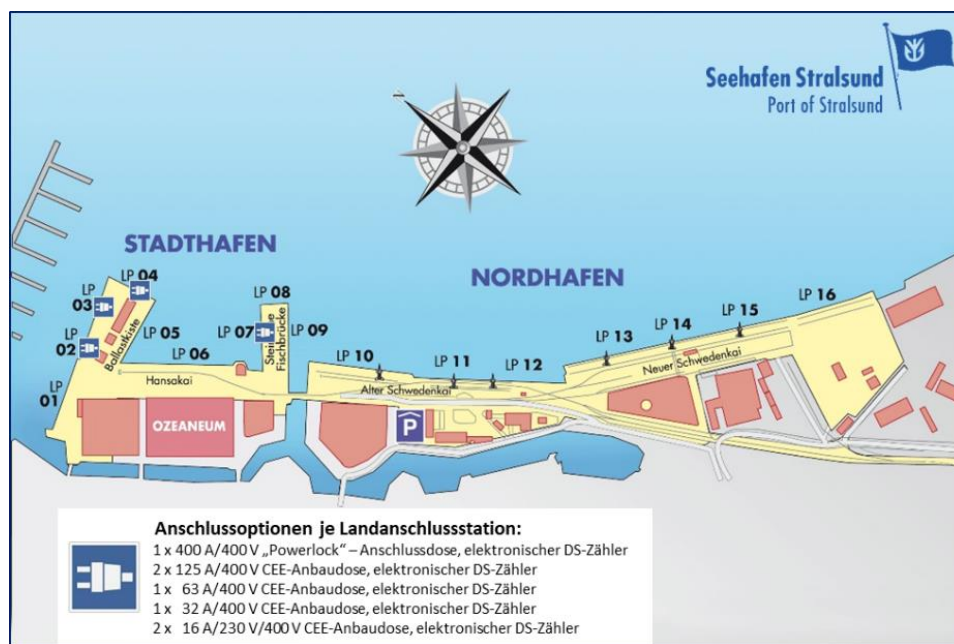 Seehafen Stralsund
Port of Stralsund
STADTHAFEN
NORDHAFEN
LP 04
LP
03
LP 08
LP 16
LP 15
LP 14
LP 13
LP
02
LP 05
LP 07
LP 09
LP 06
LP 10
LP 11
LP 12
LP
01
Ballastkiste
Fischbrücke
Hansakai
Alter Schwedenkai
Neuer Schwedenkai
OZEANEUM
P
Anschlussoptionen je Landanschlussstation:
1 x 400 A/400 V „Powerlock“ – Anschlussdose, elektronischer DS-Zähler
2 x 125 A/400 V CEE-Anbaudose, elektronischer DS-Zähler
1 x 63 A/400 V CEE-Anbaudose, elektronischer DS-Zähler
1 x 32 A/400 V CEE-Anbaudose, elektronischer DS-Zähler
2 x 16 A/230 V/400 V CEE-Anbaudose, elektronischer DS-Zähler